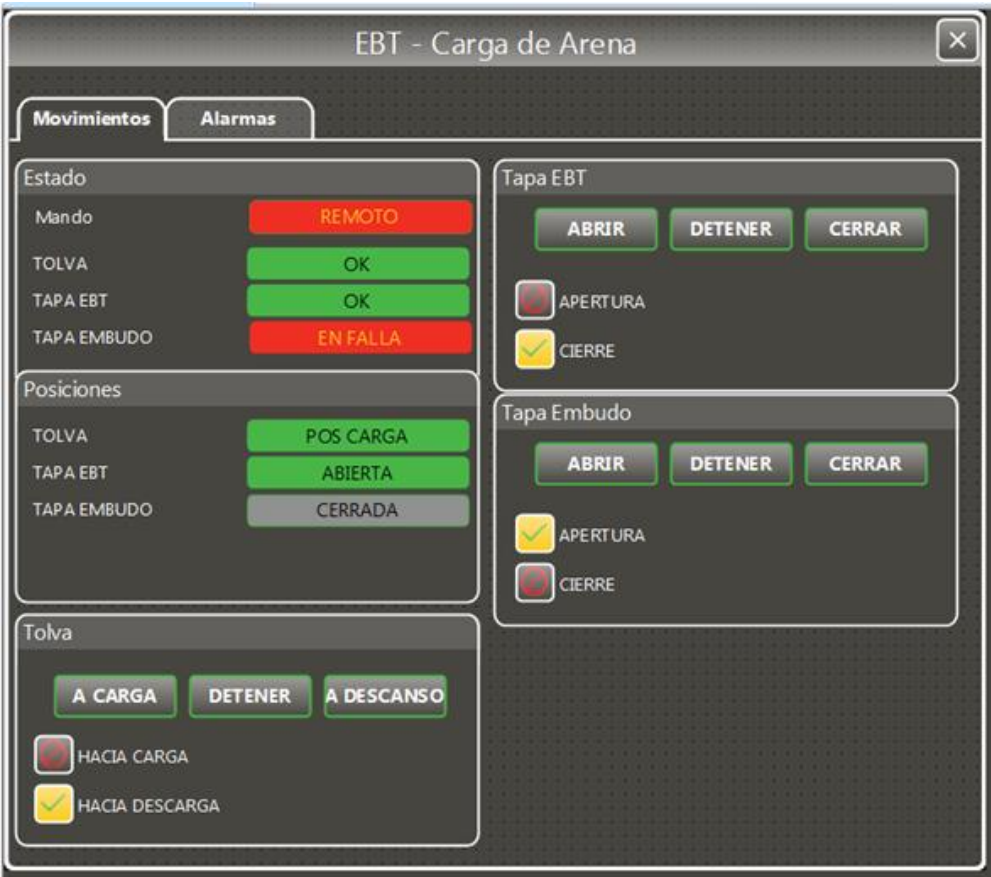 EBT - Carga de Arena
Movimientos Alarmas
Estado
Mando REMOTO
TOLVA OK
TAPA EBT OK
TAPA EMBUDO EN FALLA
Posiciones
TOLVA POS CARGA
TAPA EBT ABIERTA
TAPA EMBUDO CERRADA
Tolva
A CARGA DETENER A DESCANSO
HACIA CARGA
HACIA DESCARGA
Tapa EBT
ABRIR DETENER CERRAR
APERTURA
CIERRE
Tapa Embudo
ABRIR DETENER CERRAR
APERTURA
CIERRE